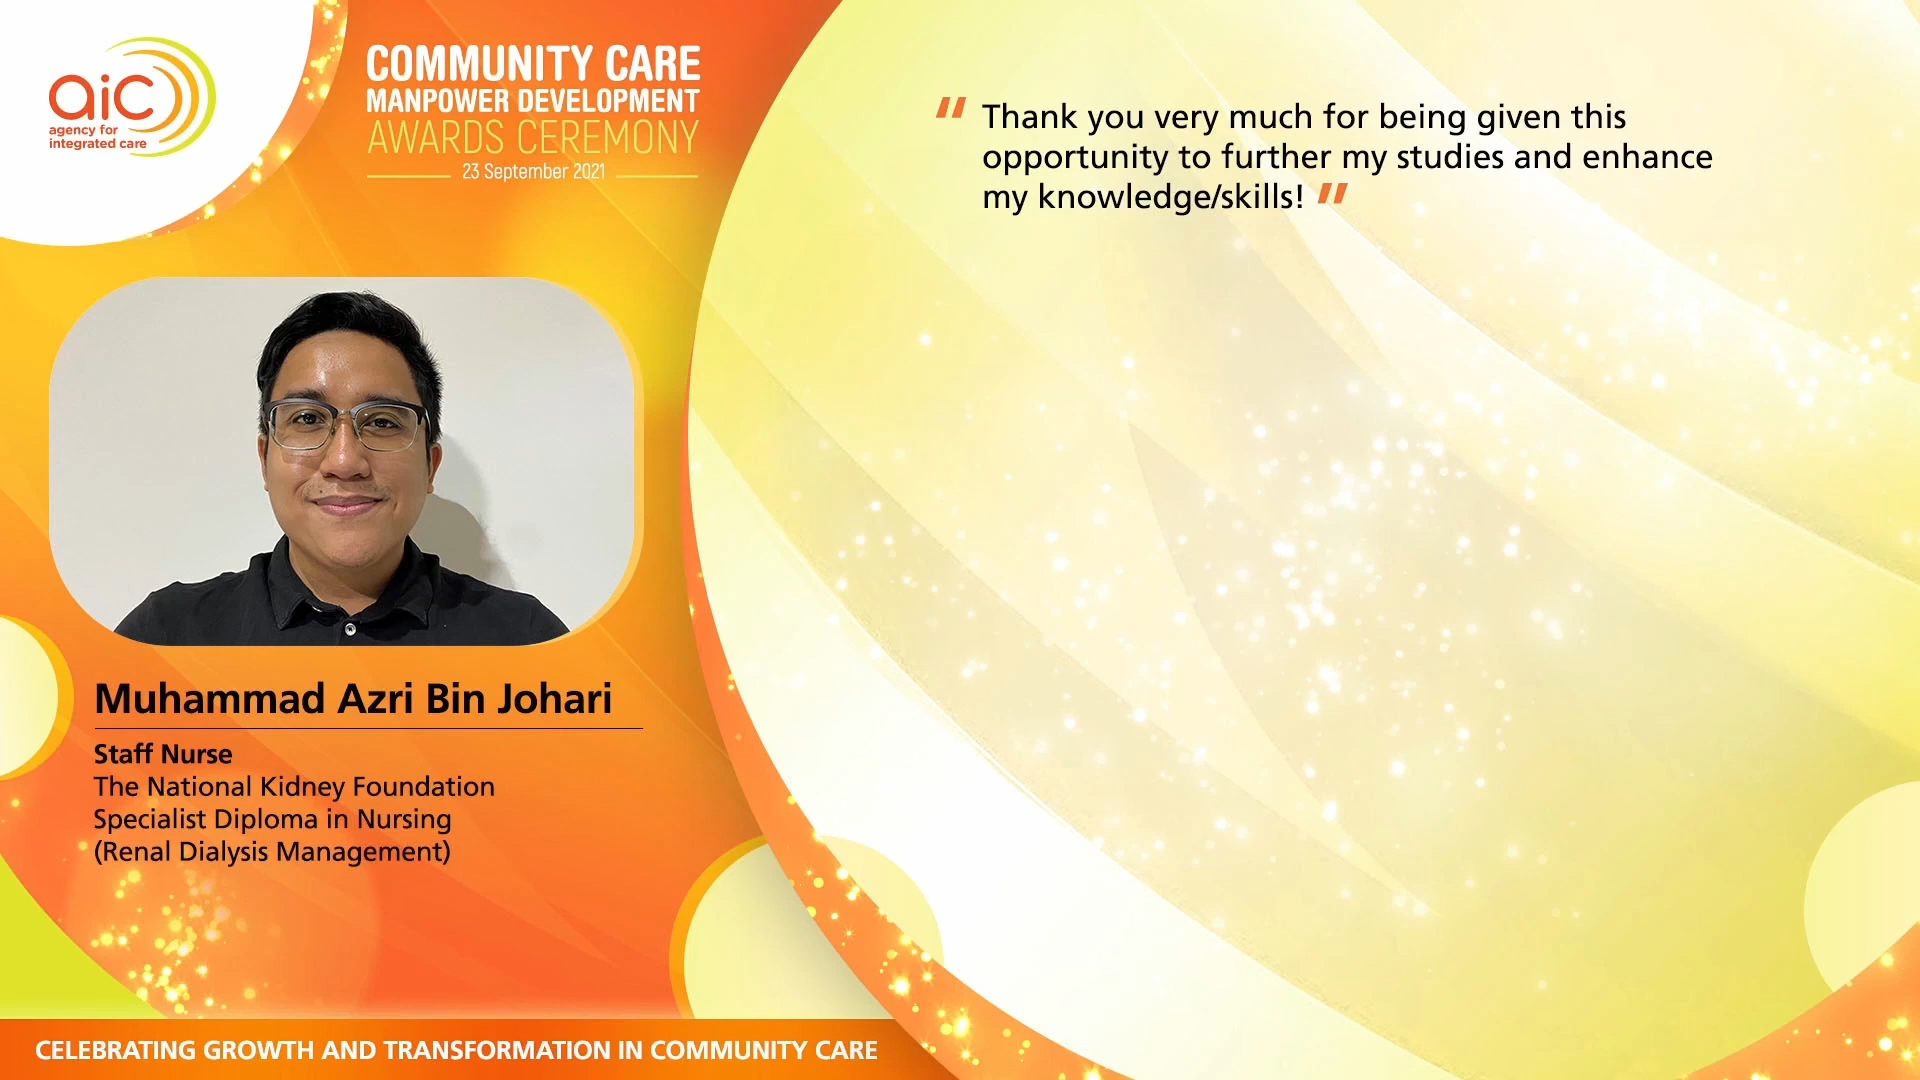 aic
agency for
integrated care
COMMUNITY CARE
MANPOWER DEVELOPMENT
AWARDS CEREMONY
23 September 2021
" Thank you very much for being given this
opportunity to further my studies and enhance
my knowledge/skills! "
Muhammad Azri Bin Johari
Staff Nurse
The National Kidney Foundation
Specialist Diploma in Nursing
(Renal Dialysis Management)
CELEBRATING GROWTH AND TRANSFORMATION IN COMMUNITY CARE